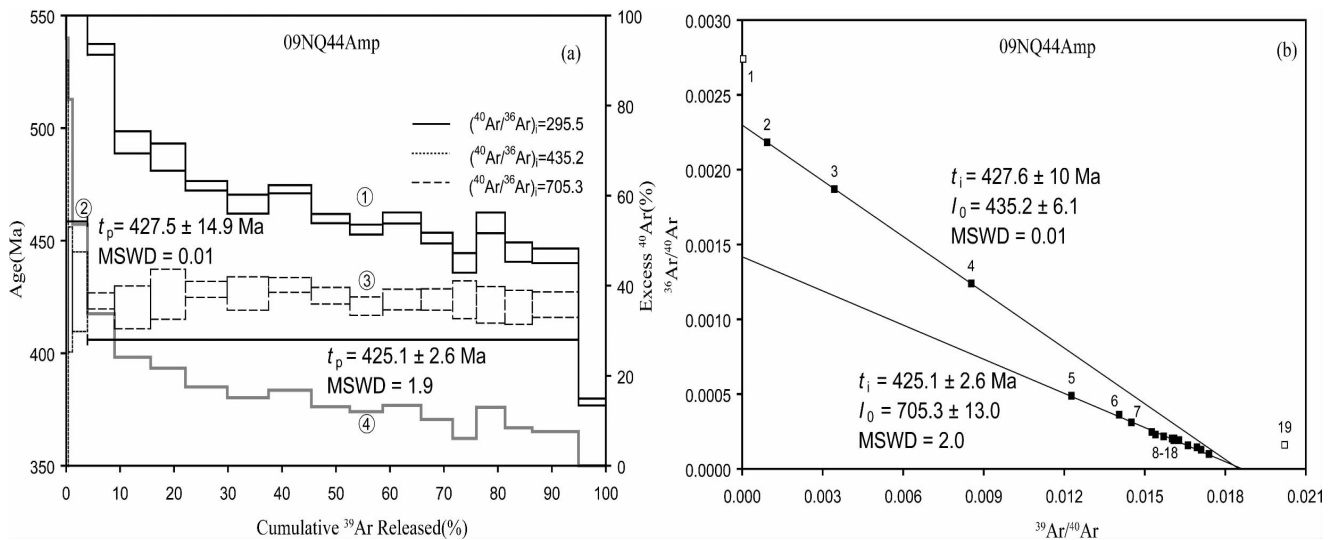 550
500
450
400
350
Age(Ma)
09NQ44Amp
(a)
(⁴⁰Ar/³⁶Ar)ᵢ=295.5
(⁴⁰Ar/³⁶Ar)ᵢ=435.2
(⁴⁰Ar/³⁶Ar)ᵢ=705.3
①
②
tₚ = 427.5 ± 14.9 Ma
MSWD = 0.01
③
tₚ = 425.1 ± 2.6 Ma
MSWD = 1.9
④
100
80
60
40
20
0
Excess ⁴⁰Ar(%)
0 10 20 30 40 50 60 70 80 90 100
Cumulative ³⁹Ar Released(%)
0.0030
0.0025
0.0020
0.0015
0.0010
0.0005
0.0000
³⁶Ar/⁴⁰Ar
09NQ44Amp
(b)
1
2
3
4
tᵢ = 427.6 ± 10 Ma
I₀ = 435.2 ± 6.1
MSWD = 0.01
5
6
7
8-18
19
tᵢ = 425.1 ± 2.6 Ma
I₀ = 705.3 ± 13.0
MSWD = 2.0
0.000 0.003 0.006 0.009 0.012 0.015 0.018 0.021
³⁹Ar/⁴⁰Ar